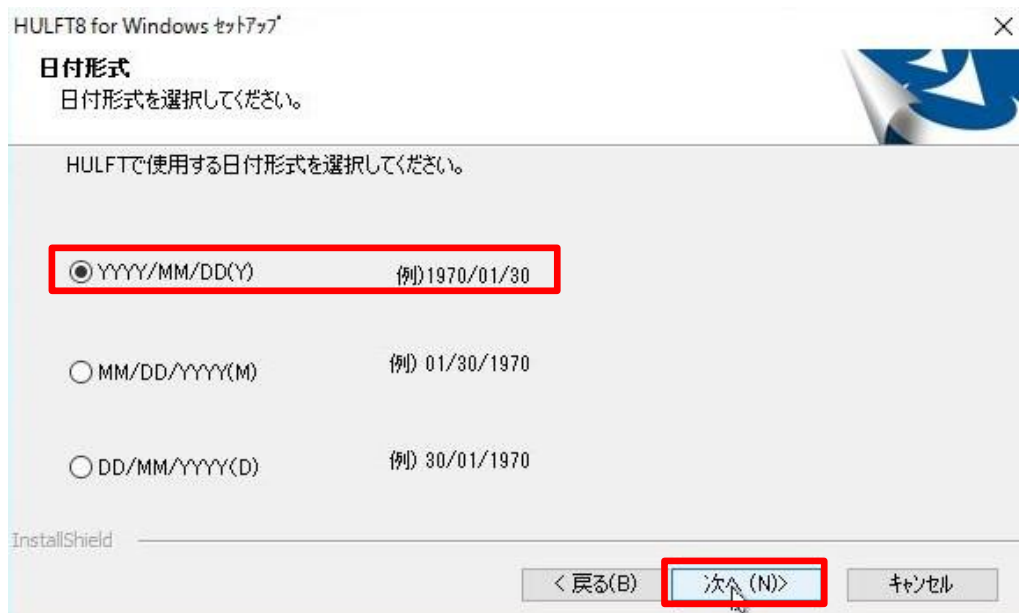 HULFT8 for Windows ｾｯﾄｱｯﾌﾟ
日付形式
日付形式を選択してください。
HULFTで使用する日付形式を選択してください。
YYYY/MM/DD(Y) 例)1970/01/30
MM/DD/YYYY(M) 例) 01/30/1970
DD/MM/YYYY(D) 例) 30/01/1970
InstallShield
< 戻る(B) 次へ (N)> ｷｬﾝｾﾙ